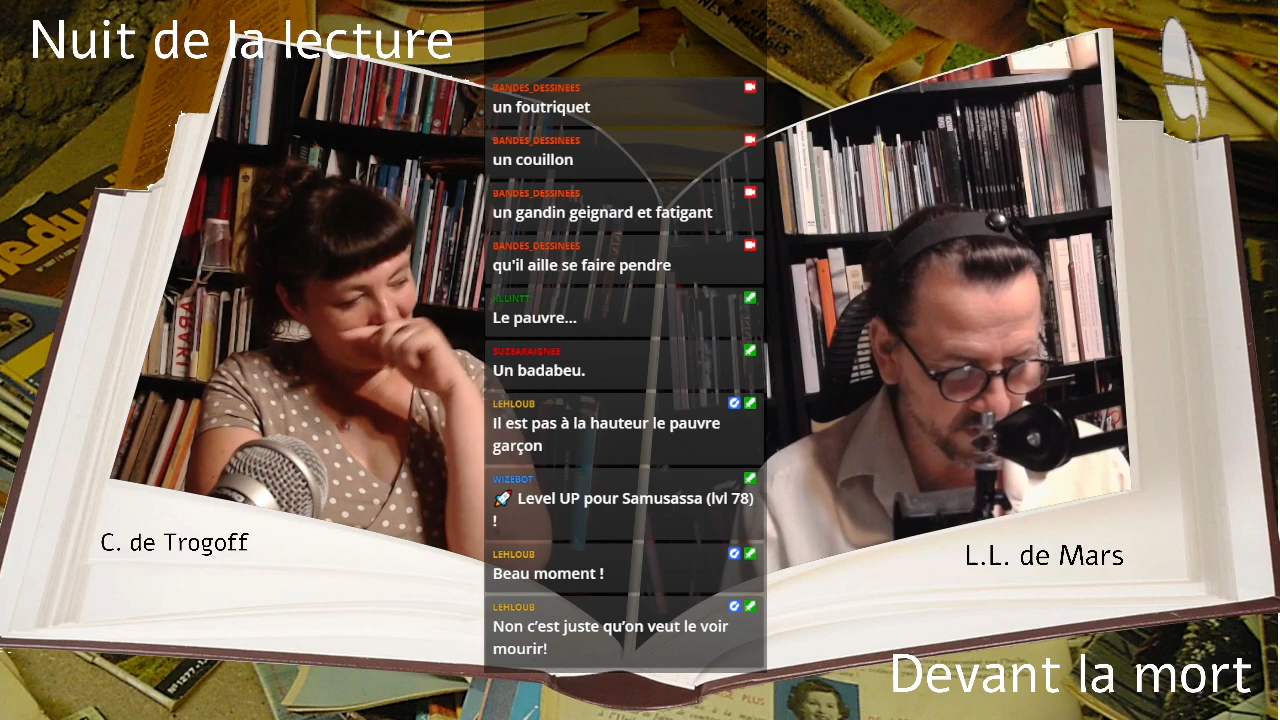 Nuit de la lecture
BANDES_DESSINEES
un foutriquet
BANDES_DESSINEES
un couillon
BANDES_DESSINEES
un gandin geignard et fatigant
BANDES_DESSINEES
qu'il aille se faire pendre
KLLINTT
Le pauvre...
SUZEARAIGNEE
Un badabeu.
LEHLOUB
Il est pas à la hauteur le pauvre
garçon
WIZEBOT
🚀 Level UP pour Samusassa (lvl 78)
!
LEHLOUB
Beau moment !
LEHLOUB
Non c’est juste qu’on veut le voir
mourir!
C. de Trogoff
L.L. de Mars
Devant la mort